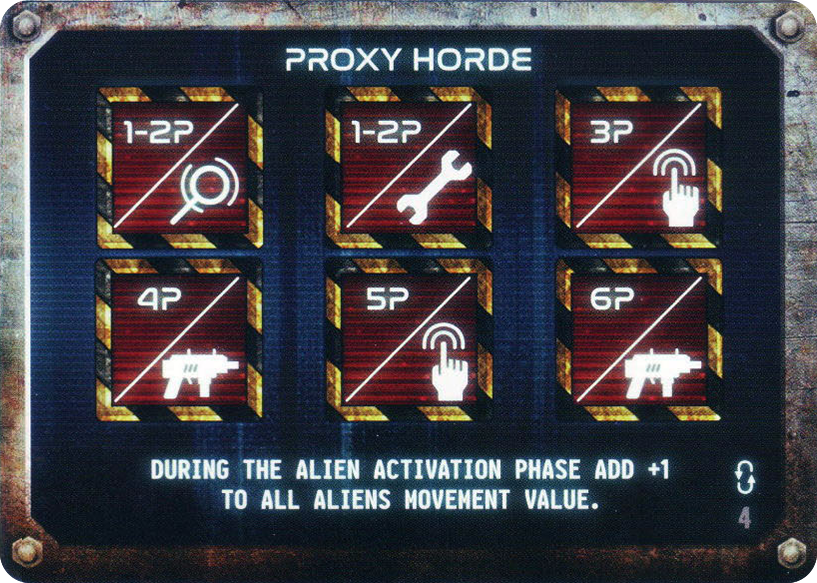 PROXY HORDE
1-2P
1-2P
3P
4P
5P
6P
DURING THE ALIEN ACTIVATION PHASE ADD +1
TO ALL ALIENS MOVEMENT VALUE.
4